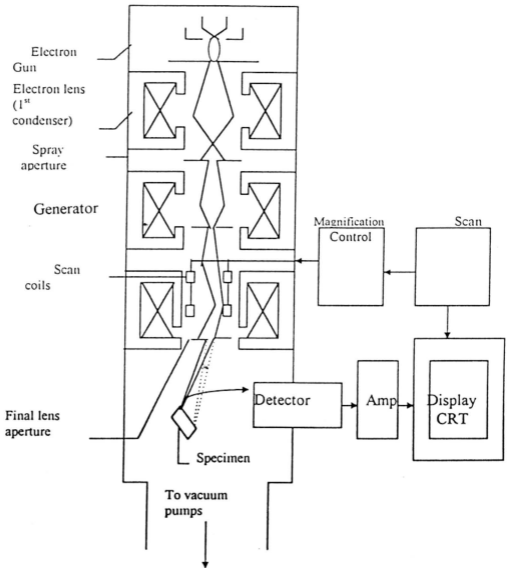 Electron
Gun
Electron lens
(1st
condenser)
Spray
aperture
Generator
Magnification
Control
Scan
Scan
coils
Detector
Amp
Display
CRT
Final lens
aperture
Specimen
To vacuum
pumps